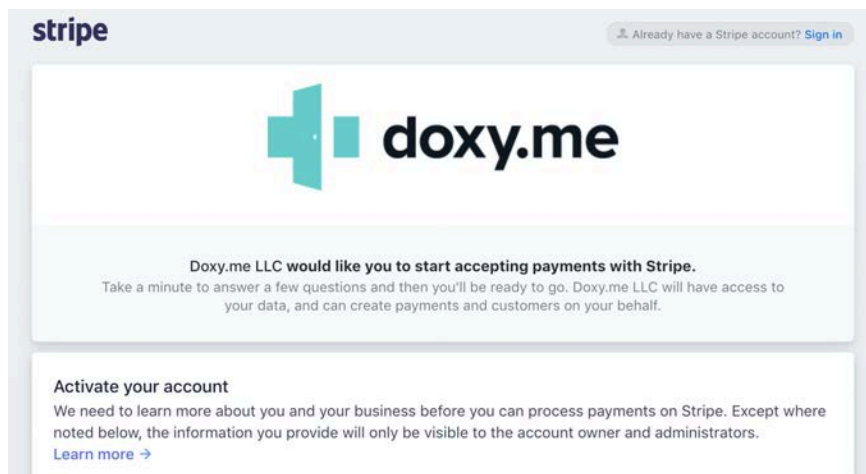 stripe
Already have a Stripe account? Sign in
doxy.me
Doxy.me LLC would like you to start accepting payments with Stripe.
Take a minute to answer a few questions and then you'll be ready to go. Doxy.me LLC will have access to
your data, and can create payments and customers on your behalf.
Activate your account
We need to learn more about you and your business before you can process payments on Stripe. Except where
noted below, the information you provide will only be visible to the account owner and administrators.
Learn more →